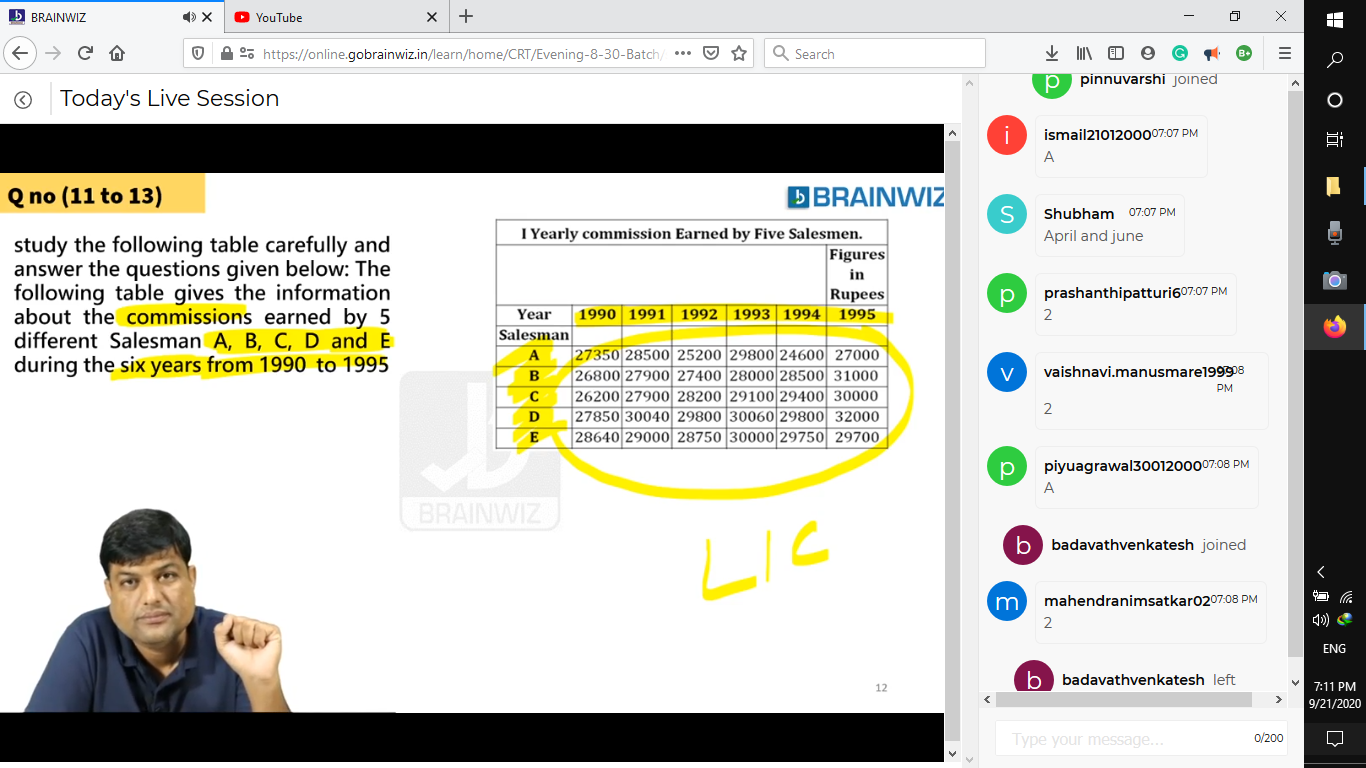 BRAINWIZ
YouTube
https://online.gobrainwiz.in/learn/home/CRT/Evening-8-30-Batch/
Search
Today's Live Session
Q no (11 to 13)
BRAINWIZ
study the following table carefully and
answer the questions given below: The
following table gives the information
about the commissions earned by 5
different Salesman A, B, C, D and E
during the six years from 1990 to 1995
I Yearly commission Earned by Five Salesmen.
Figures
in
Rupees
Year 1990 1991 1992 1993 1994 1995
Salesman
A 27350 28500 25200 29800 24600 27000
B 26800 27900 27400 28000 28500 31000
C 26200 27900 28200 29100 29400 30000
D 27850 30040 29800 30060 29800 32000
E 28640 29000 28750 30000 29750 29700
BRAINWIZ
LIC
12
pinnuvarshi joined
i
ismail21012000 07:07 PM
A
S
Shubham 07:07 PM
April and june
p
prashanthipatturi6 07:07 PM
2
v
vaishnavi.manusmare1999 07:08
PM
2
p
piyuagrawal30012000 07:08 PM
A
b
badavathvenkatesh joined
m
mahendranimsatkar02 07:08 PM
2
b
badavathvenkatesh left
Type your message...
0/200
ENG
7:11 PM
9/21/2020